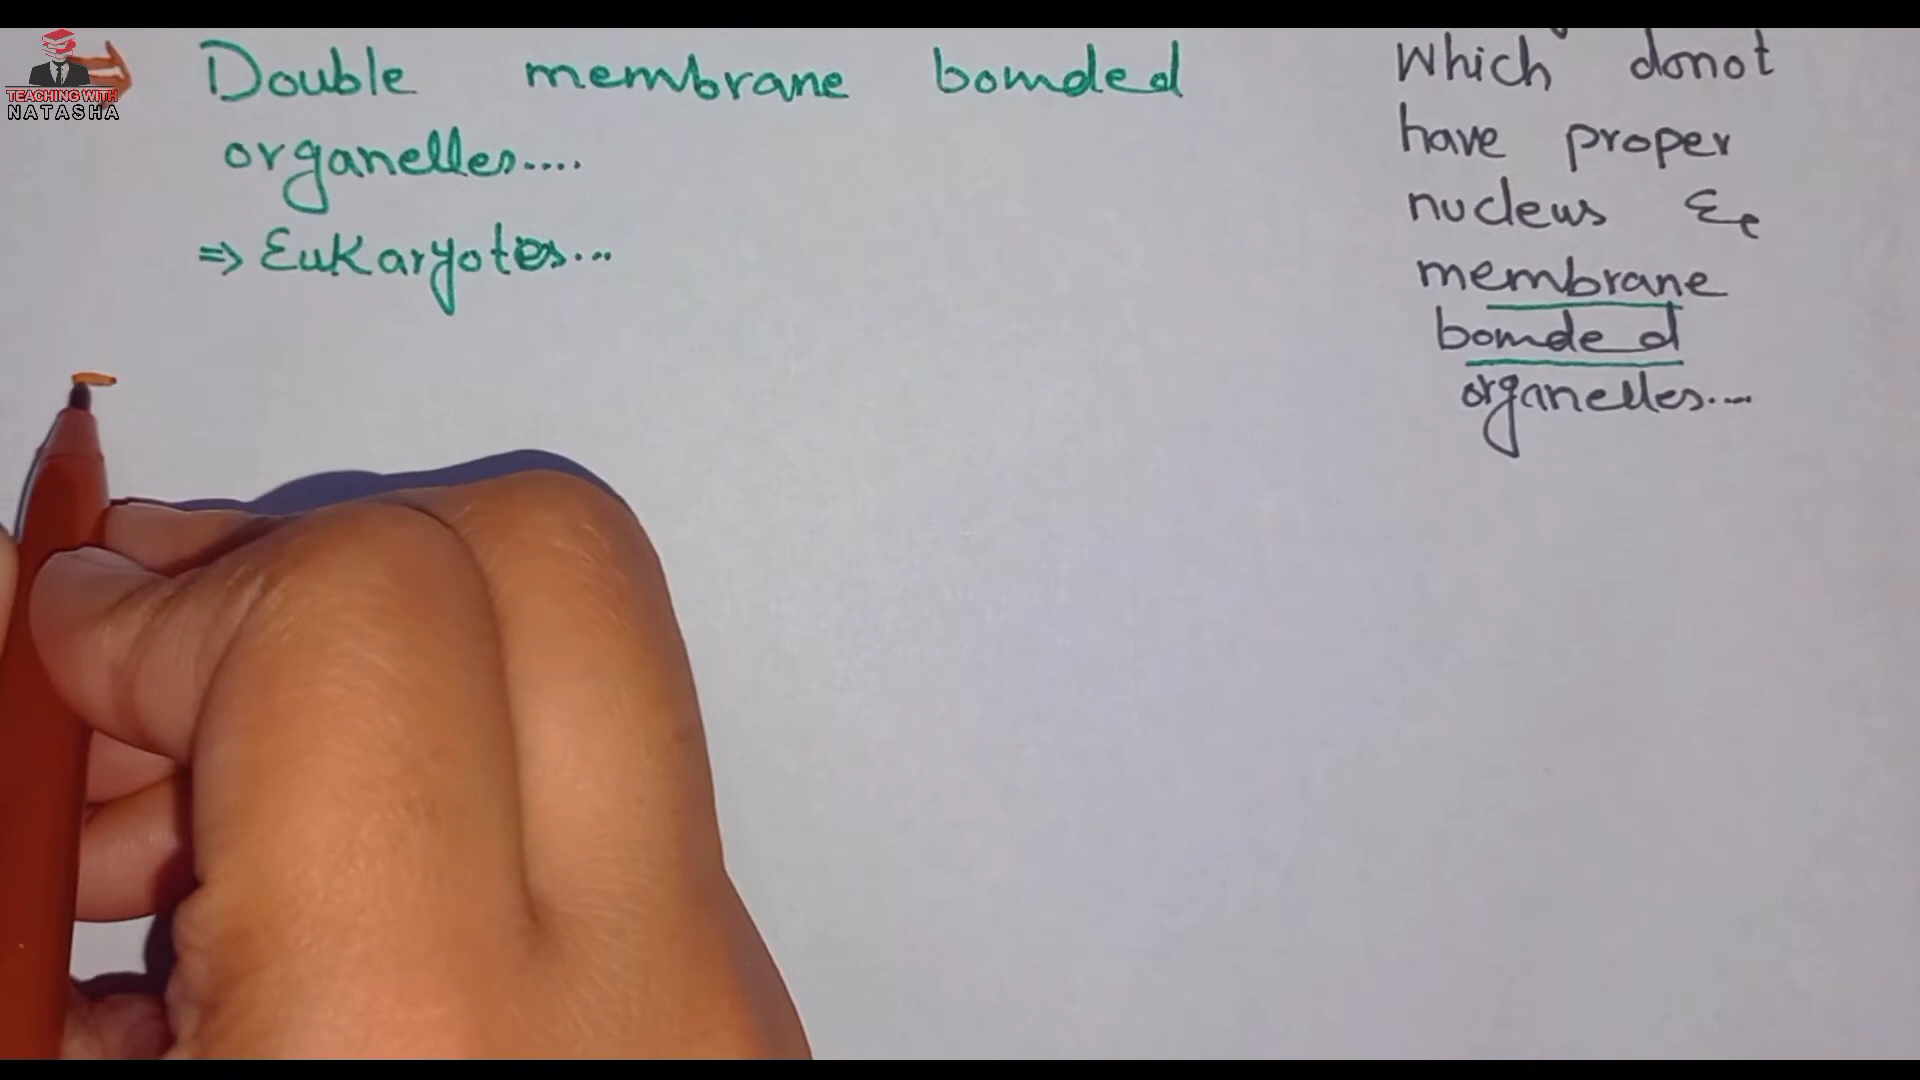 TEACHING WITH
NATASHA
Double membrane bomded
organelles....
⇒ Eukaryotes...
Which donot
have proper
nucleus &
membrane
bomded
organelles....